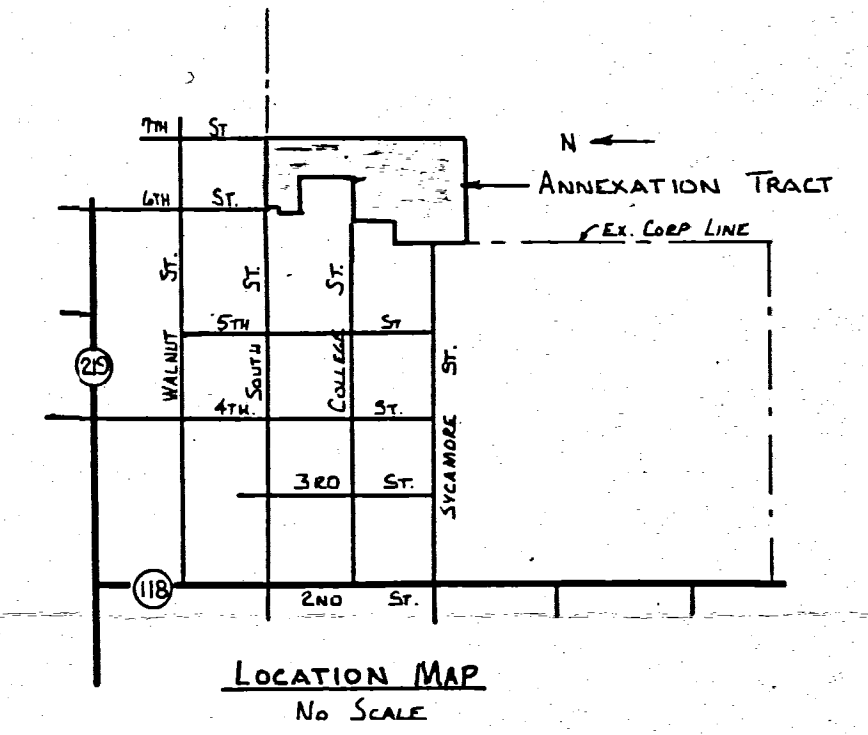 7TH ST
N
ANNEXATION TRACT
6TH ST.
EX. CORP LINE
ST.
ST.
ST.
5TH ST
219
WALNUT
SOUTH
COLLEGE
ST.
4TH. ST.
SYCAMORE
3RD ST.
118
2ND ST.
LOCATION MAP
NO SCALE